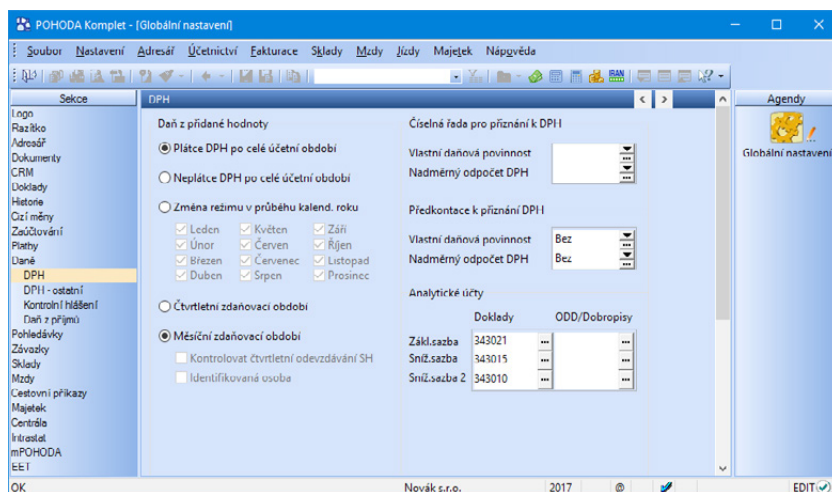 POHODA Komplet - [Globální nastavení]
Soubor Nastavení Adresář Účetnictví Fakturace Sklady Mzdy Jízdy Majetek Nápověda
IBAN
Sekce
Logo
Razítko
Adresář
Dokumenty
CRM
Doklady
Historie
Cizí měny
Zaúčtování
Platby
Daně
DPH
DPH - ostatní
Kontrolní hlášení
Daň z příjmů
Pohledávky
Závazky
Sklady
Mzdy
Cestovní příkazy
Majetek
Centrála
Intrastat
mPOHODA
EET
DPH
Daň z přidané hodnoty
Plátce DPH po celé účetní období
Neplátce DPH po celé účetní období
Změna režimu v průběhu kalend. roku
Leden Květen Září
Únor Červen Říjen
Březen Červenec Listopad
Duben Srpen Prosinec
Čtvrtletní zdaňovací období
Měsíční zdaňovací období
Kontrolovat čtvrtletní odevzdávání SH
Identifikovaná osoba
Číselná řada pro přiznání k DPH
Vlastní daňová povinnost
Nadměrný odpočet DPH
Předkontace k přiznání DPH
Vlastní daňová povinnost Bez
Nadměrný odpočet DPH Bez
Analytické účty
Doklady ODD/Dobropisy
Zákl.sazba 343021
Sníž.sazba 343015
Sníž.sazba 2 343010
Agendy
Globální nastavení
OK Novák s.r.o. 2017 @ EDIT